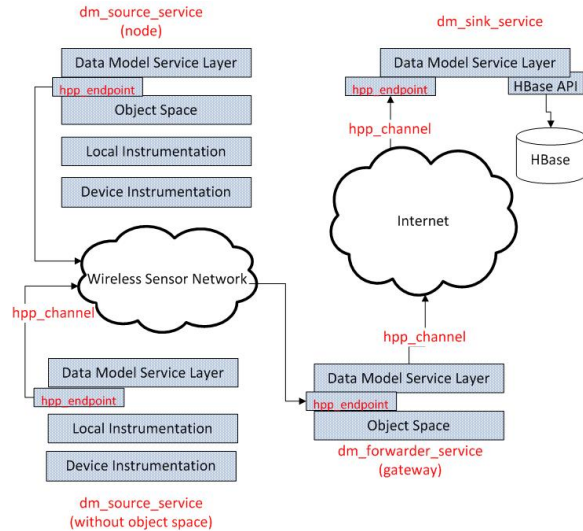 dm_source_service
(node)
Data Model Service Layer
hpp_endpoint
Object Space
Local Instrumentation
Device Instrumentation
dm_sink_service
Data Model Service Layer
hpp_endpoint
HBase API
hpp_channel
HBase
Internet
Wireless Sensor Network
hpp_channel
hpp_channel
Data Model Service Layer
hpp_endpoint
Local Instrumentation
Device Instrumentation
dm_source_service
(without object space)
Data Model Service Layer
hpp_endpoint
Object Space
dm_forwarder_service
(gateway)